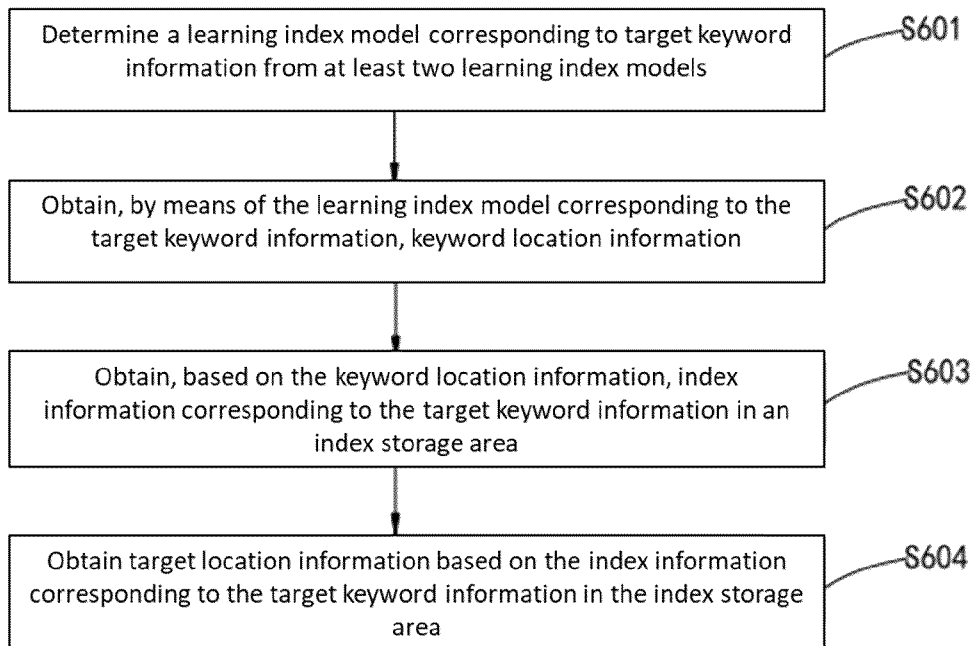 Determine a learning index model corresponding to target keyword
information from at least two learning index models
S601
Obtain, by means of the learning index model corresponding to the
target keyword information, keyword location information
S602
Obtain, based on the keyword location information, index
information corresponding to the target keyword information in an
index storage area
S603
Obtain target location information based on the index information
corresponding to the target keyword information in the index storage
area
S604